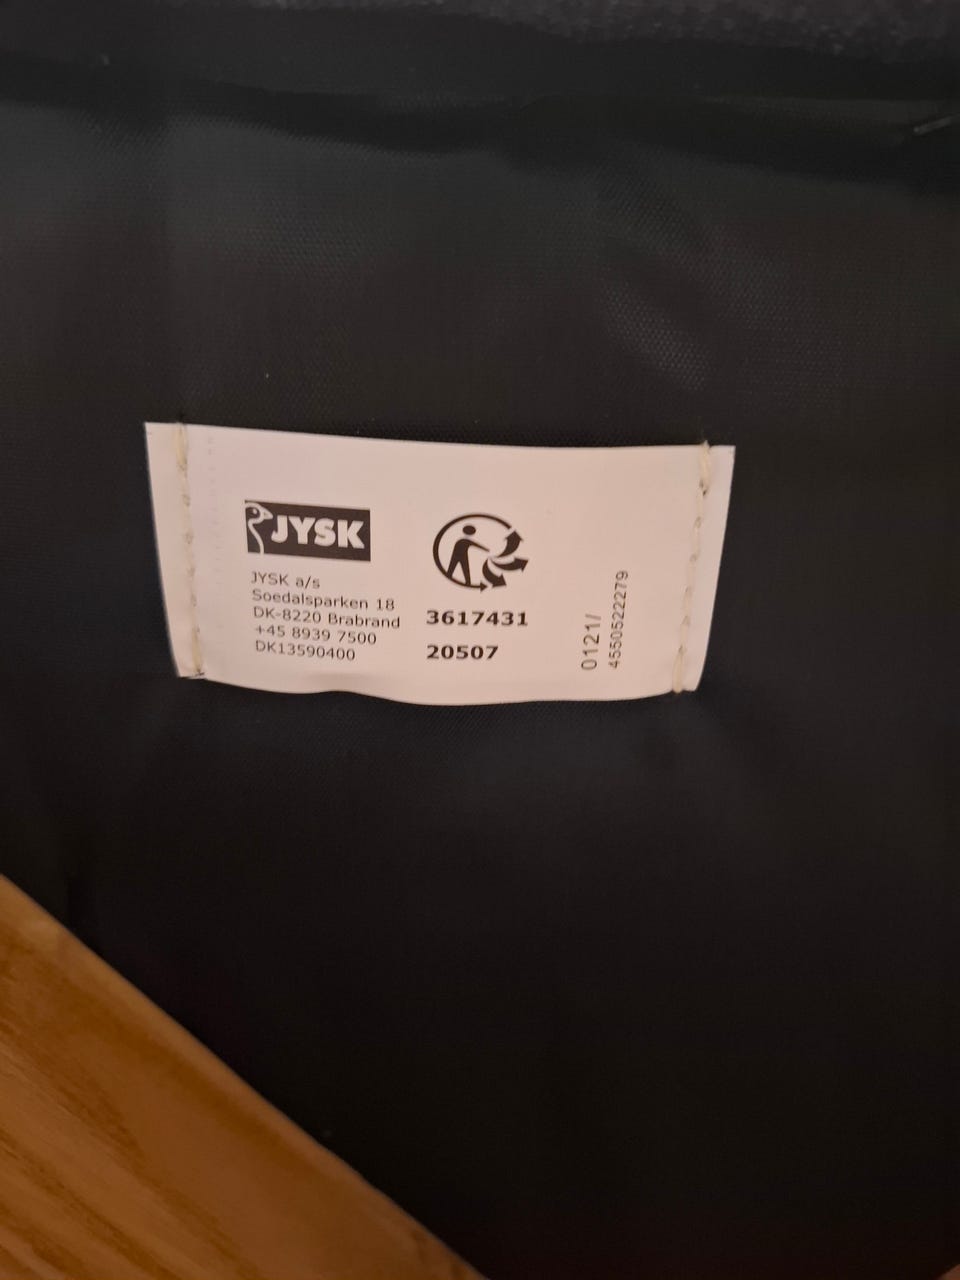 JYSK
JYSK a/s
Soedalsparken 18
DK-8220 Brabrand
+45 8939 7500
DK13590400
3617431
20507
0121/
4550522279